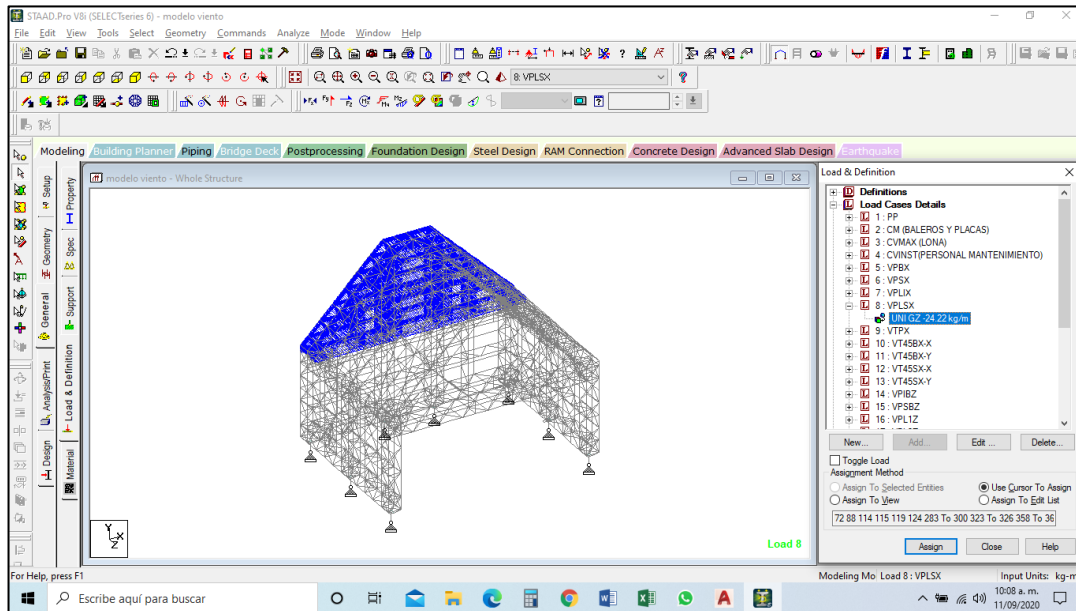 STAAD.Pro V8i (SELECTseries 6) - modelo viento
File Edit View Tools Select Geometry Commands Analyze Mode Window Help
8: VPLSX
Modeling Building Planner Piping Bridge Deck Postprocessing Foundation Design Steel Design RAM Connection Concrete Design Advanced Slab Design Earthquake
Setup
Geometry
General
Analysis/Print
Design
Property
Spec
Support
Load & Definition
Material
modelo viento - Whole Structure
Y
X
Z
Load 8
Load & Definition
Definitions
Load Cases Details
1 : PP
2 : CM (BALEROS Y PLACAS)
3 : CVMAX (LONA)
4 : CVINST(PERSONAL MANTENIMIENTO)
5 : VPBX
6 : VPSX
7 : VPLIX
8 : VPLSX
UNI GZ -24.22 kg/m
9 : VTPX
10 : VT45BX-X
11 : VT45BX-Y
12 : VT45SX-X
13 : VT45SX-Y
14 : VPIBZ
15 : VPSBZ
16 : VPL1Z
New... Add... Edit ... Delete...
Toggle Load
Assignment Method
Assign To Selected Entities Use Cursor To Assign
Assign To View Assign To Edit List
72 88 114 115 119 124 283 To 300 323 To 326 358 To 36
Assign Close Help
For Help, press F1
Modeling Mo Load 8 : VPLSX Input Units: kg-m
Escribe aquí para buscar
10:08 a. m.
11/09/2020